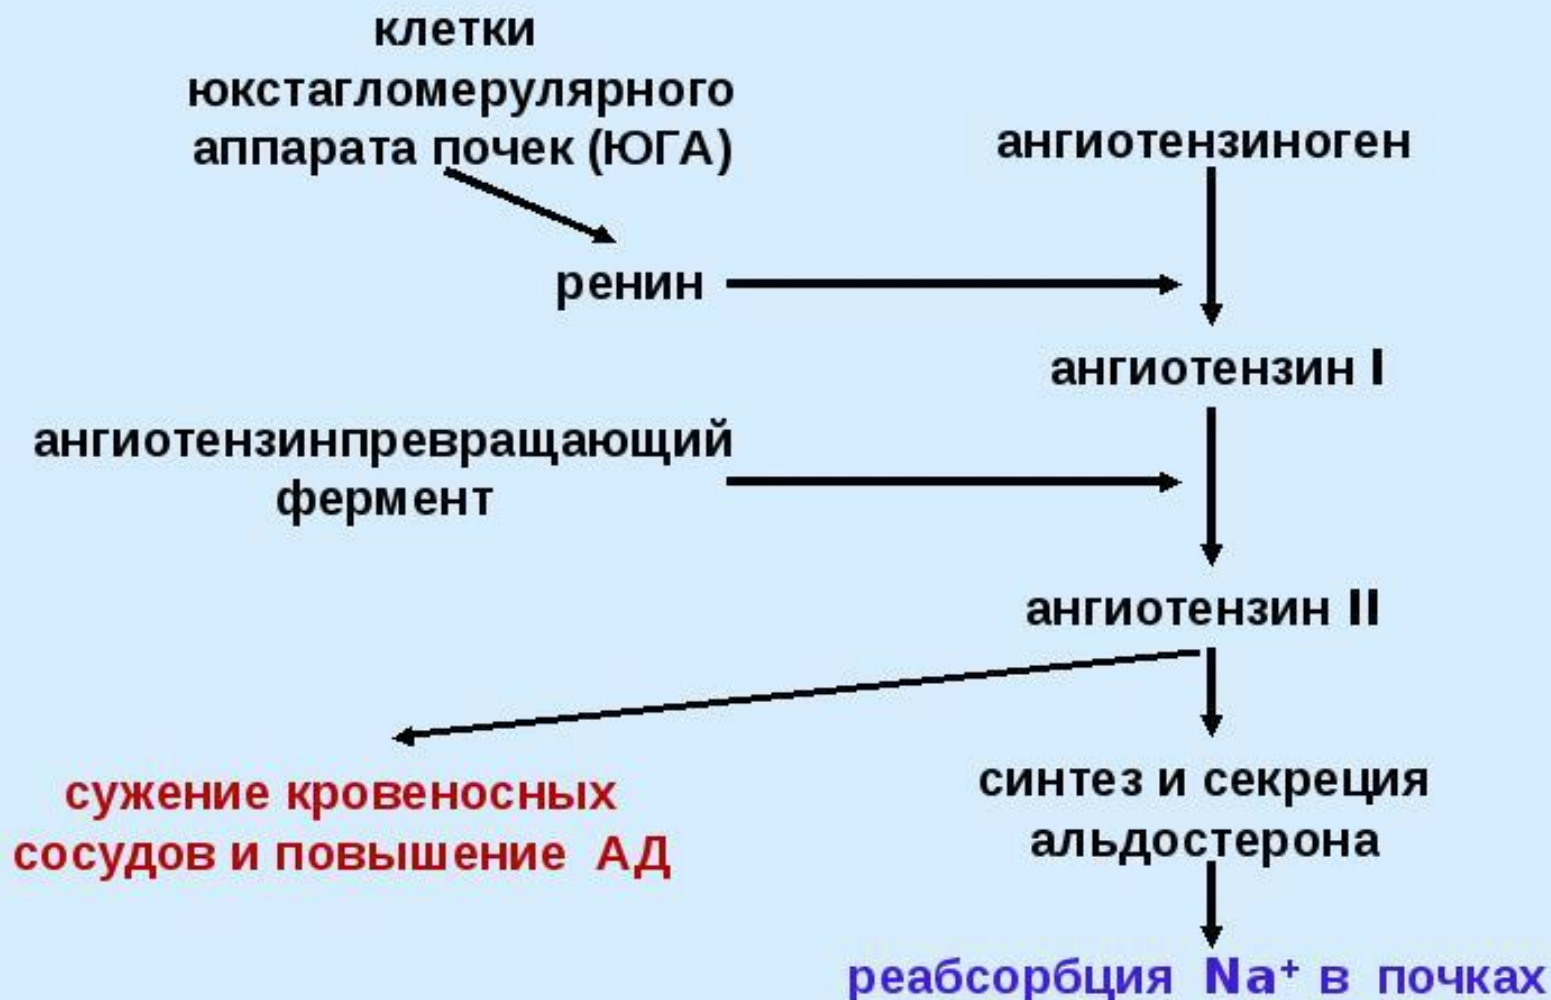 клетки
юкстагломерулярного
аппарата почек (ЮГА)
ангиотензиноген
ренин
ангиотензин I
ангиотензинпревращающий
фермент
ангиотензин II
сужение кровеносных
сосудов и повышение АД
синтез и секреция
альдостерона
реабсорбция Na⁺ в почках